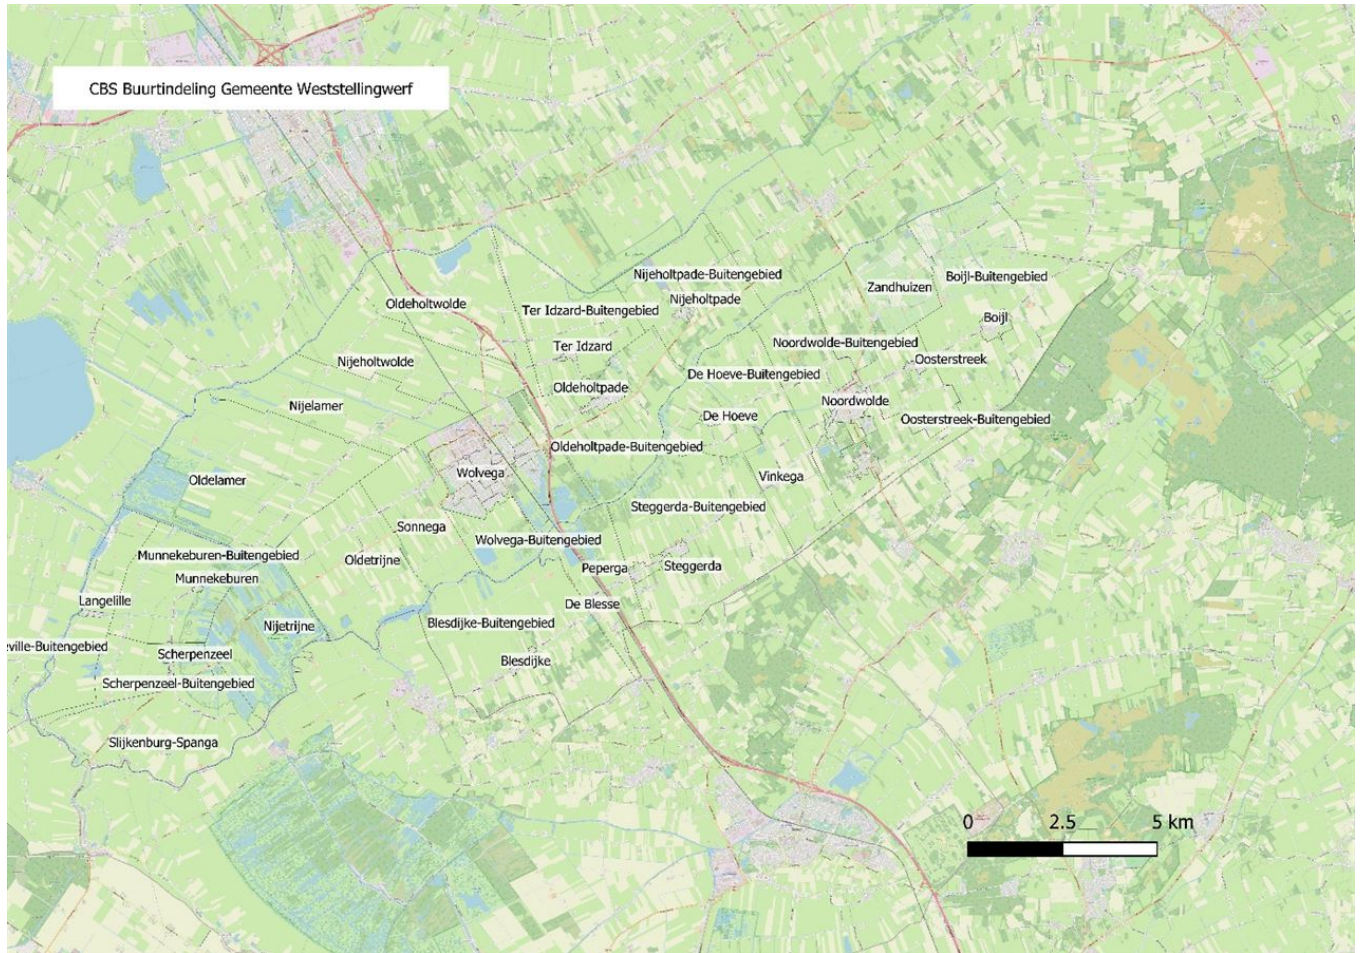 CBS Buurtindeling Gemeente Weststellingwerf
Nijeholtpade-Buitengebied
Boijl-Buitengebied
Zandhuizen
Nijeholtpade
Oldeholtwolde
Ter Idzard-Buitengebied
Boijl
Noordwolde-Buitengebied
Ter Idzard
Nijeholtwolde
Oosterstreek
De Hoeve-Buitengebied
Oldeholtpade
Noordwolde
Nijelamer
De Hoeve
Oosterstreek-Buitengebied
Oldeholtpade-Buitengebied
Wolvega
Vinkega
Oldelamer
Steggerda-Buitengebied
Sonnega
Wolvega-Buitengebied
Munnekeburen-Buitengebied
Oldetrijne
Peperga
Steggerda
Munnekeburen
Langelille
De Blesse
Blesdijke-Buitengebied
Nijetrijne
eville-Buitengebied
Scherpenzeel
Blesdijke
Scherpenzeel-Buitengebied
Slijkenburg-Spanga
0 2.5 5 km